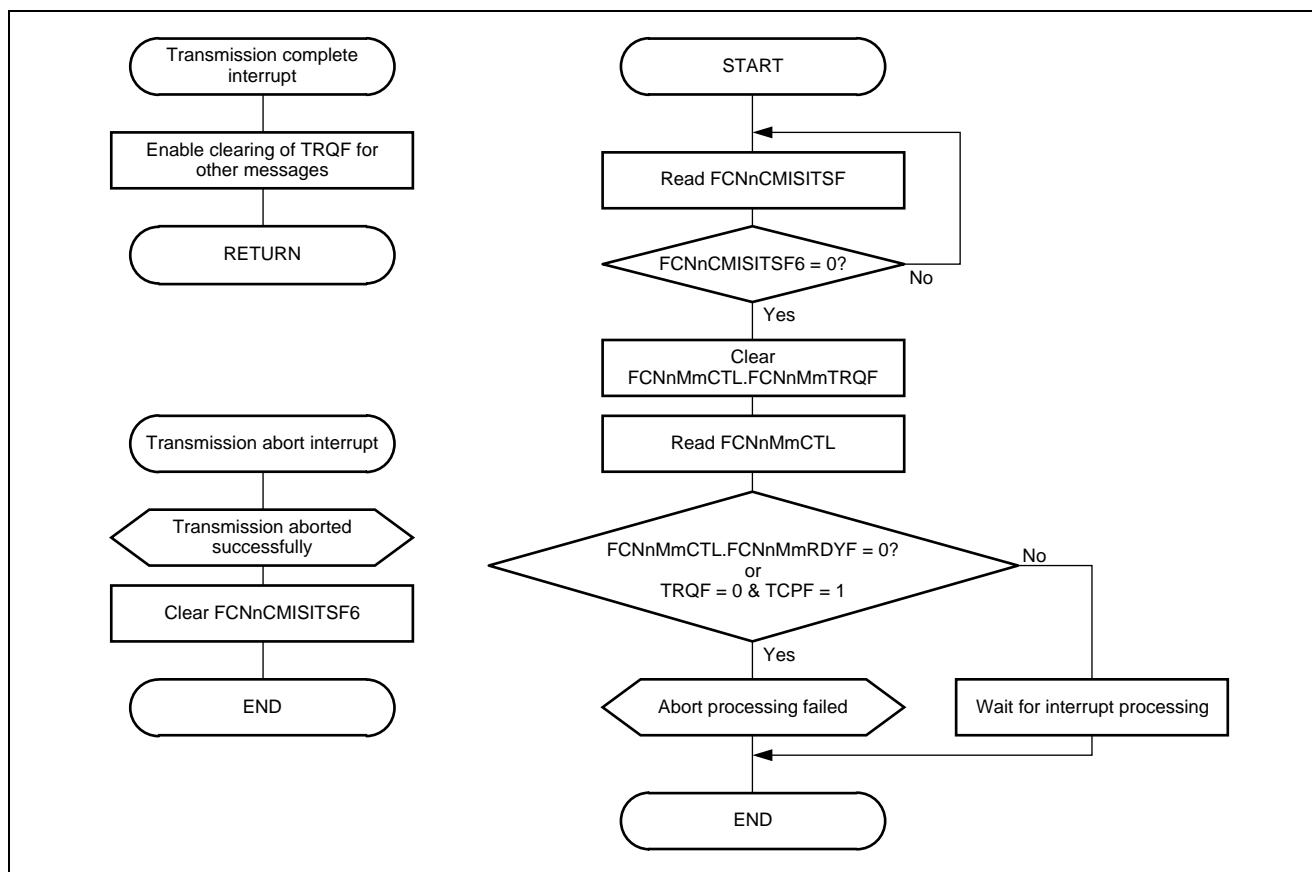 Transmission complete
interrupt
Enable clearing of TRQF for
other messages
RETURN
Transmission abort interrupt
Transmission aborted
successfully
Clear FCNnCMISITSF6
END
START
Read FCNnCMISITSF
FCNnCMISITSF6 = 0?
No
Yes
Clear
FCNnMmCTL.FCNnMmTRQF
Read FCNnMmCTL
FCNnMmCTL.FCNnMmRDYF = 0?
or
TRQF = 0 & TCPF = 1
No
Yes
Abort processing failed
Wait for interrupt processing
END